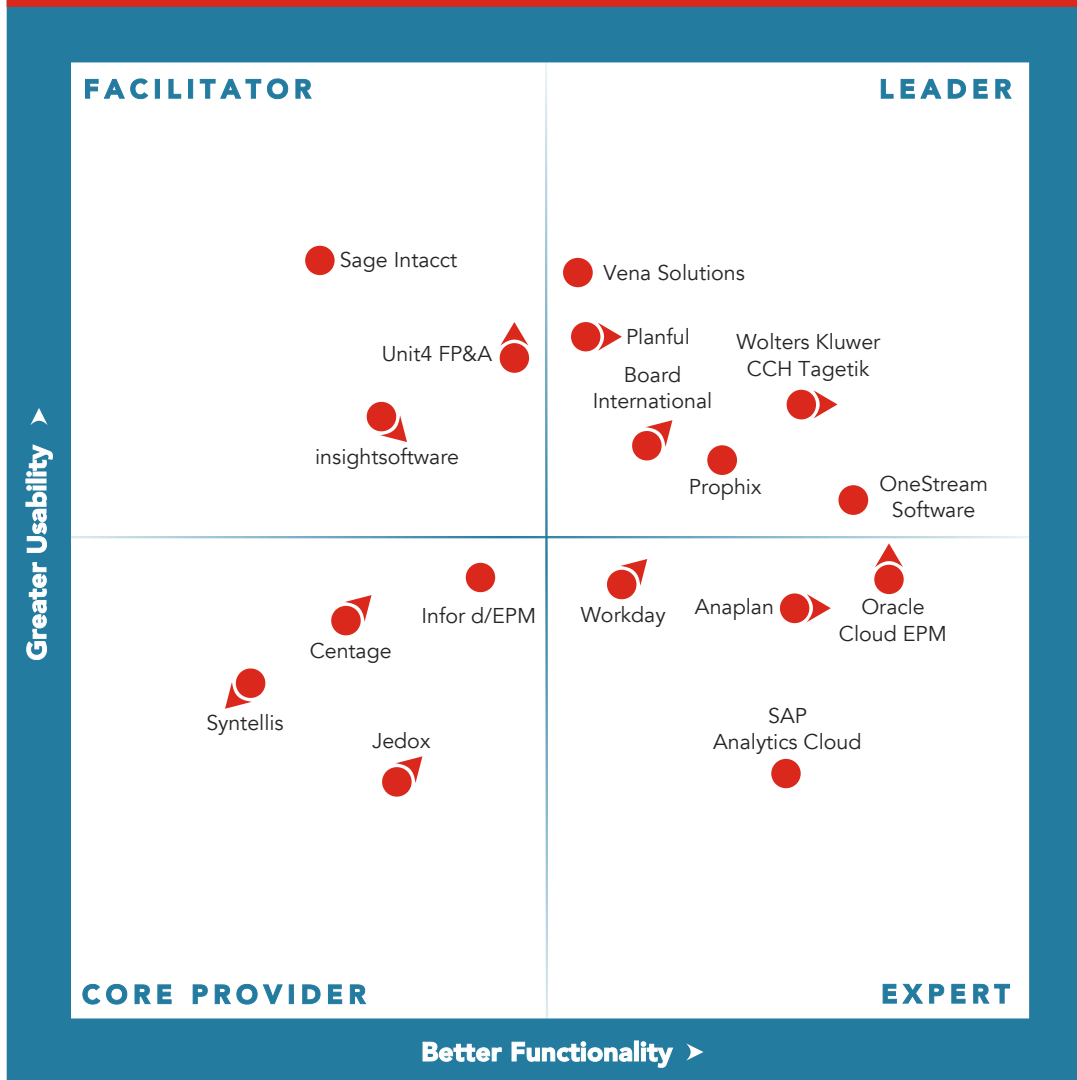 FACILITATOR
LEADER
Sage Intacct
Vena Solutions
Unit4 FP&A
Planful
Wolters Kluwer
CCH Tagetik
Board
International
insightsoftware
Prophix
OneStream
Software
Greater Usability
Infor d/EPM
Workday
Anaplan
Oracle
Cloud EPM
Centage
Syntellis
Jedox
SAP
Analytics Cloud
CORE PROVIDER
EXPERT
Better Functionality